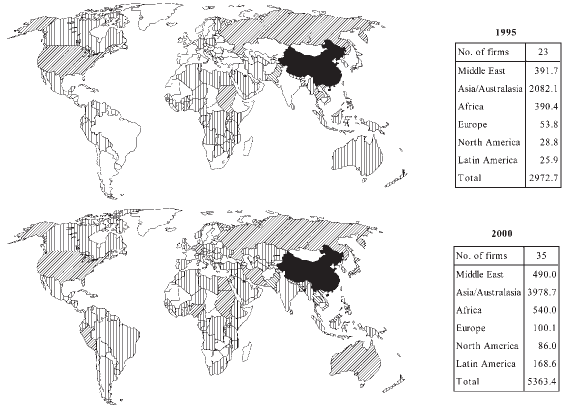 1995
No. of firms 23
Middle East 391.7
Asia/Australasia 2082.1
Africa 390.4
Europe 53.8
North America 28.8
Latin America 25.9
Total 2972.7
2000
No. of firms 35
Middle East 490.0
Asia/Australasia 3978.7
Africa 540.0
Europe 100.1
North America 86.0
Latin America 168.6
Total 5363.4